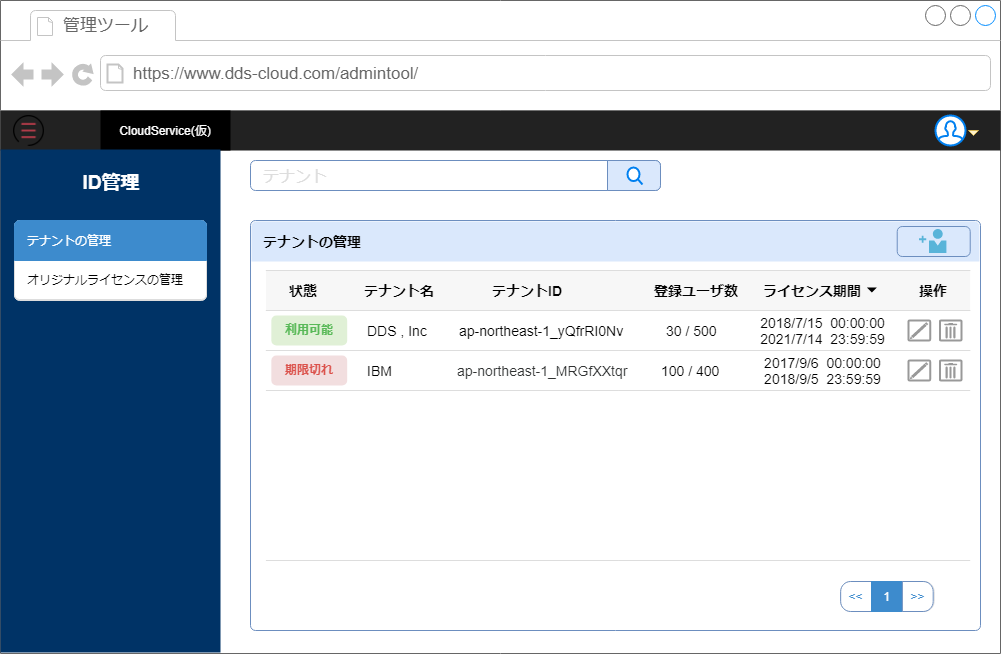 管理ツール
https://www.dds-cloud.com/admintool/
CloudService(仮)
ID管理
テナントの管理
オリジナルライセンスの管理
テナント
テナントの管理
+
状態 テナント名 テナントID 登録ユーザ数 ライセンス期間 ▼ 操作
利用可能 DDS , Inc ap-northeast-1_yQfrRI0Nv 30 / 500 2018/7/15 00:00:00
2021/7/14 23:59:59
期限切れ IBM ap-northeast-1_MRGfXXtqr 100 / 400 2017/9/6 00:00:00
2018/9/5 23:59:59
<< 1 >>